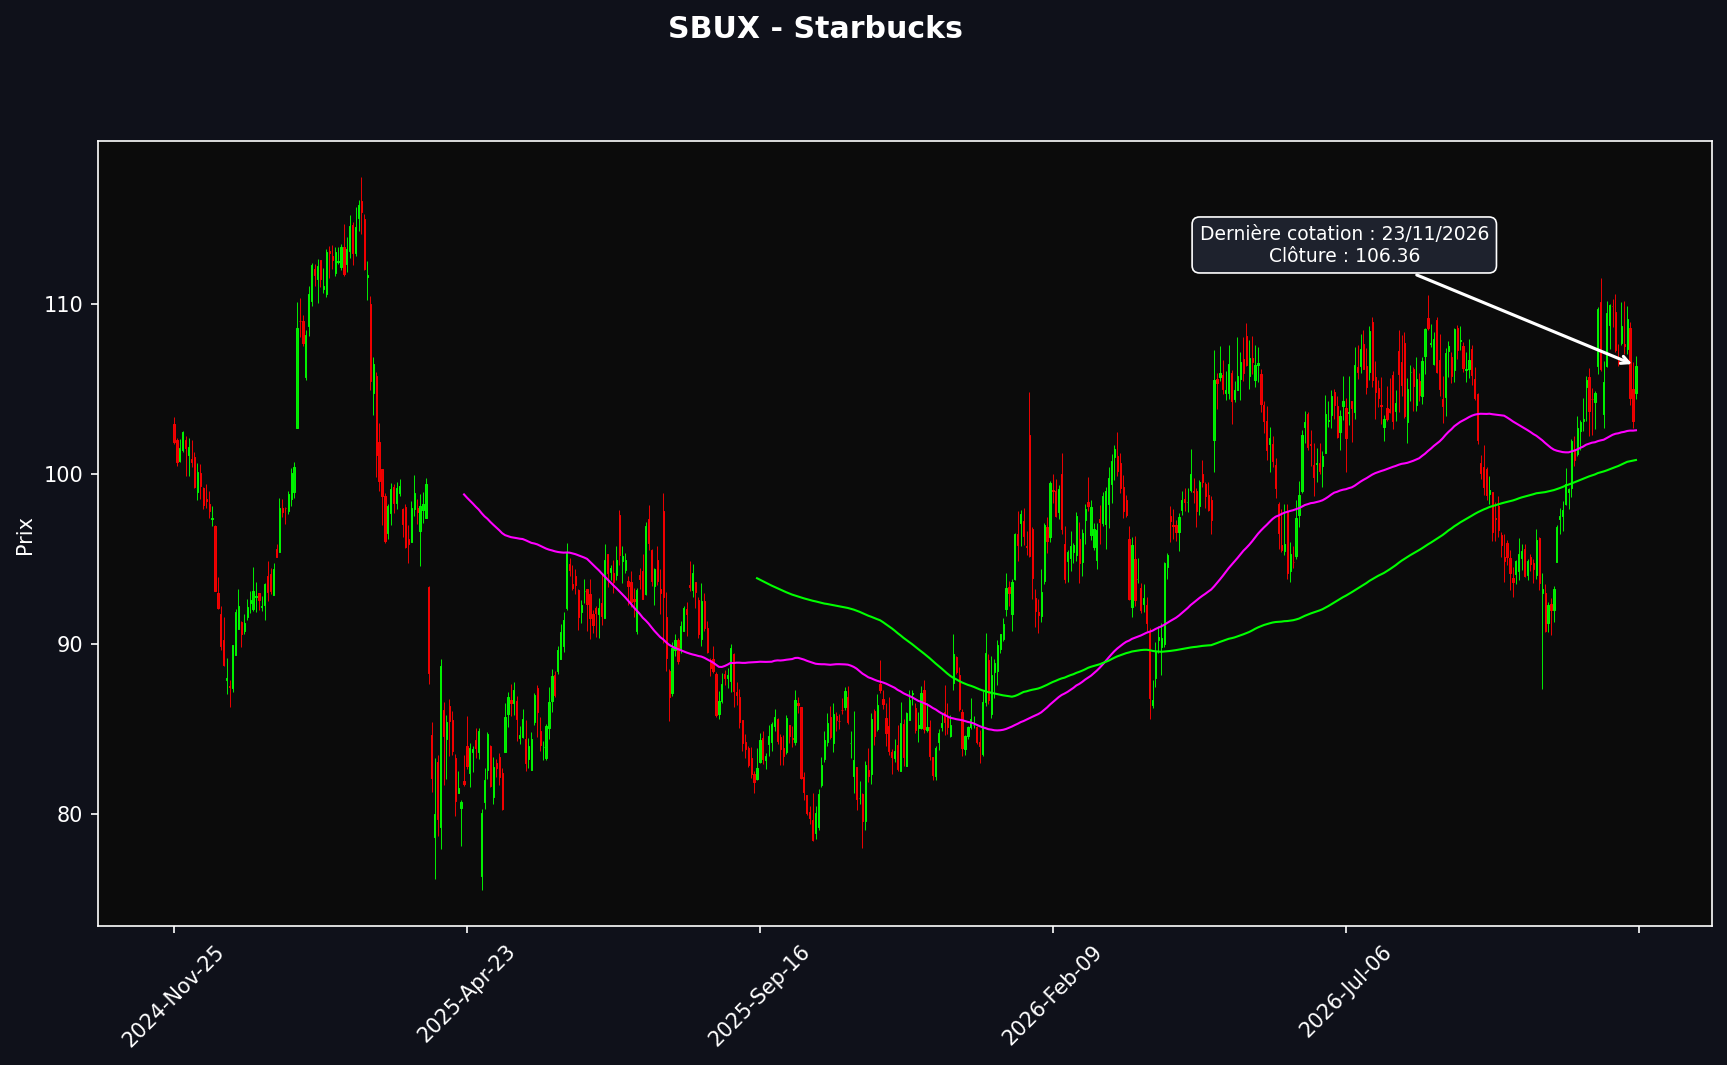 SBUX - Starbucks
Dernière cotation : 23/11/2026
Clôture : 106.36
Prix
110
100
90
80
2024-Nov-25
2025-Apr-23
2025-Sep-16
2026-Feb-09
2026-Jul-06